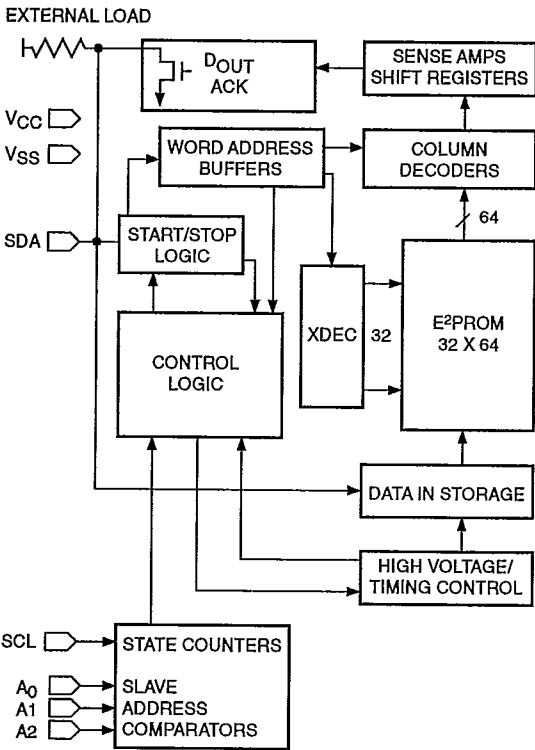 EXTERNAL LOAD
DOUT
ACK
SENSE AMPS
SHIFT REGISTERS
VCC
VSS
WORD ADDRESS
BUFFERS
COLUMN
DECODERS
64
SDA
START/STOP
LOGIC
XDEC
32
E²PROM
32 X 64
CONTROL
LOGIC
DATA IN STORAGE
HIGH VOLTAGE/
TIMING CONTROL
SCL
STATE COUNTERS
A0
SLAVE
A1
ADDRESS
A2
COMPARATORS